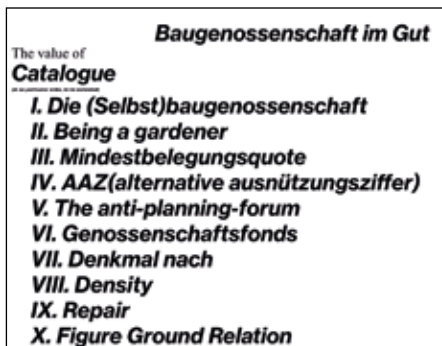 Baugenossenschaft im Gut
The value of
Catalogue
I. Die (Selbst)baugenossenschaft
II. Being a gardener
III. Mindestbelegungsquote
IV. AAZ(alternative ausnützungsziffer)
V. The anti-planning-forum
VI. Genossenschaftsfonds
VII. Denkmal nach
VIII. Density
IX. Repair
X. Figure Ground Relation